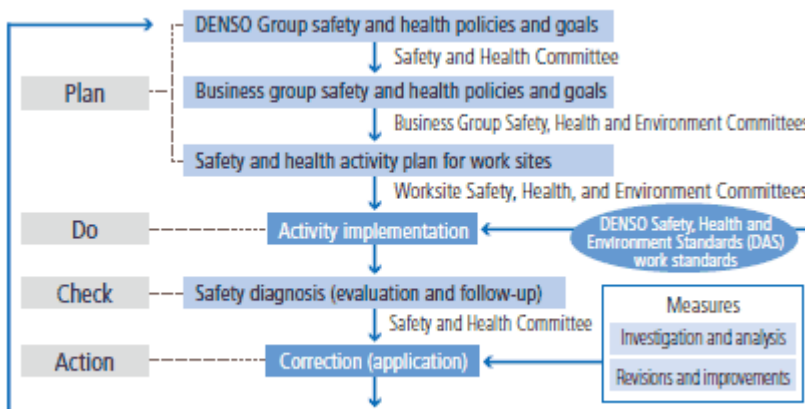 DENSO Group safety and health policies and goals
Safety and Health Committee
Plan
Business group safety and health policies and goals
Business Group Safety, Health and Environment Committees
Safety and health activity plan for work sites
Worksite Safety, Health, and Environment Committees
Do
Activity implementation
DENSO Safety, Health and
Environment Standards (DAS)
work standards
Check
Safety diagnosis (evaluation and follow-up)
Safety and Health Committee
Measures
Investigation and analysis
Revisions and improvements
Action
Correction (application)